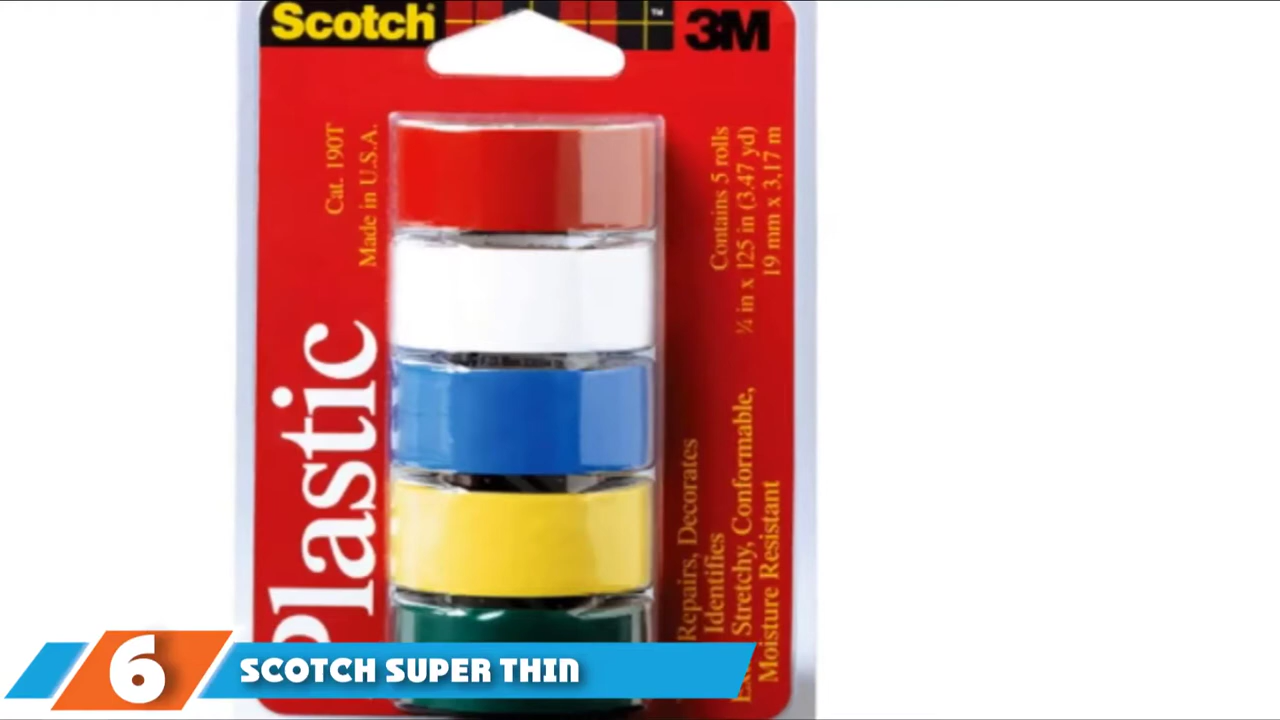 Scotch
™
3M
Cat. 190T
Made in U.S.A.
Plastic
Contains 5 rolls
¾ in x 125 in (3.47 yd)
19 mm x 3,17 m
Repairs, Decorates
Identifies
Stretchy, Conformable,
Moisture Resistant
6
SCOTCH SUPER THIN